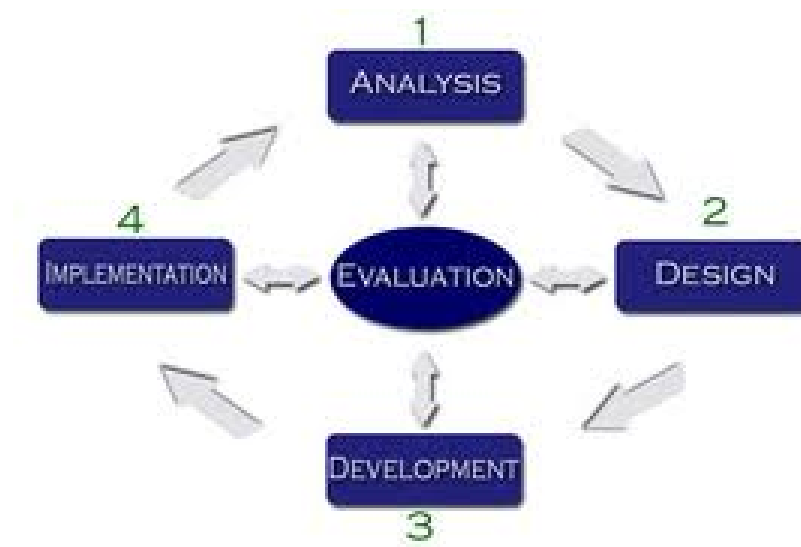 1
ANALYSIS
2
DESIGN
3
DEVELOPMENT
4
IMPLEMENTATION
EVALUATION